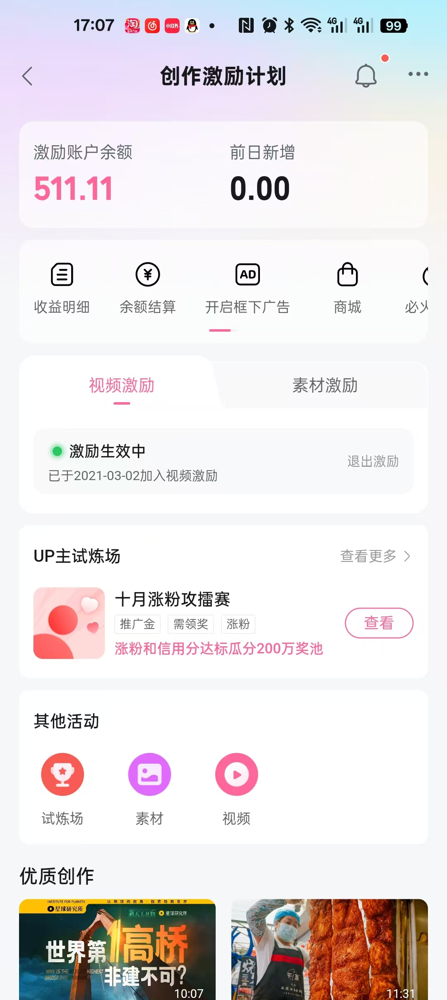 17:07
淘
小红书
4G
4G
99
创作激励计划
激励账户余额
前日新增
511.11
0.00
AD
收益明细
余额结算
开启框下广告
商城
必火
视频激励
素材激励
激励生效中
已于2021-03-02加入视频激励
退出激励
UP主试炼场
查看更多
十月涨粉攻擂赛
推广金
需领奖
涨粉
涨粉和信用分达标瓜分200万奖池
查看
其他活动
试炼场
素材
视频
优质创作
INSTITUTE FOR PLANETS
以地理的视角·探索极致世界
星球研究所
新天工开物
星球研究所
世界第1高桥
WHY IS THE WORLD'S HIGHEST
BRIDGE INDISPENSABLE?
非建不可?
10:07
烧
11:31